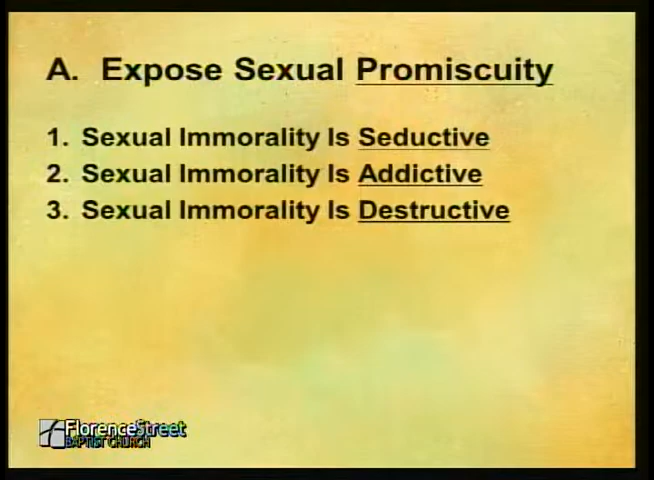 A. Expose Sexual Promiscuity
1. Sexual Immorality Is Seductive
2. Sexual Immorality Is Addictive
3. Sexual Immorality Is Destructive
FlorenceStreet
BAPTIST CHURCH